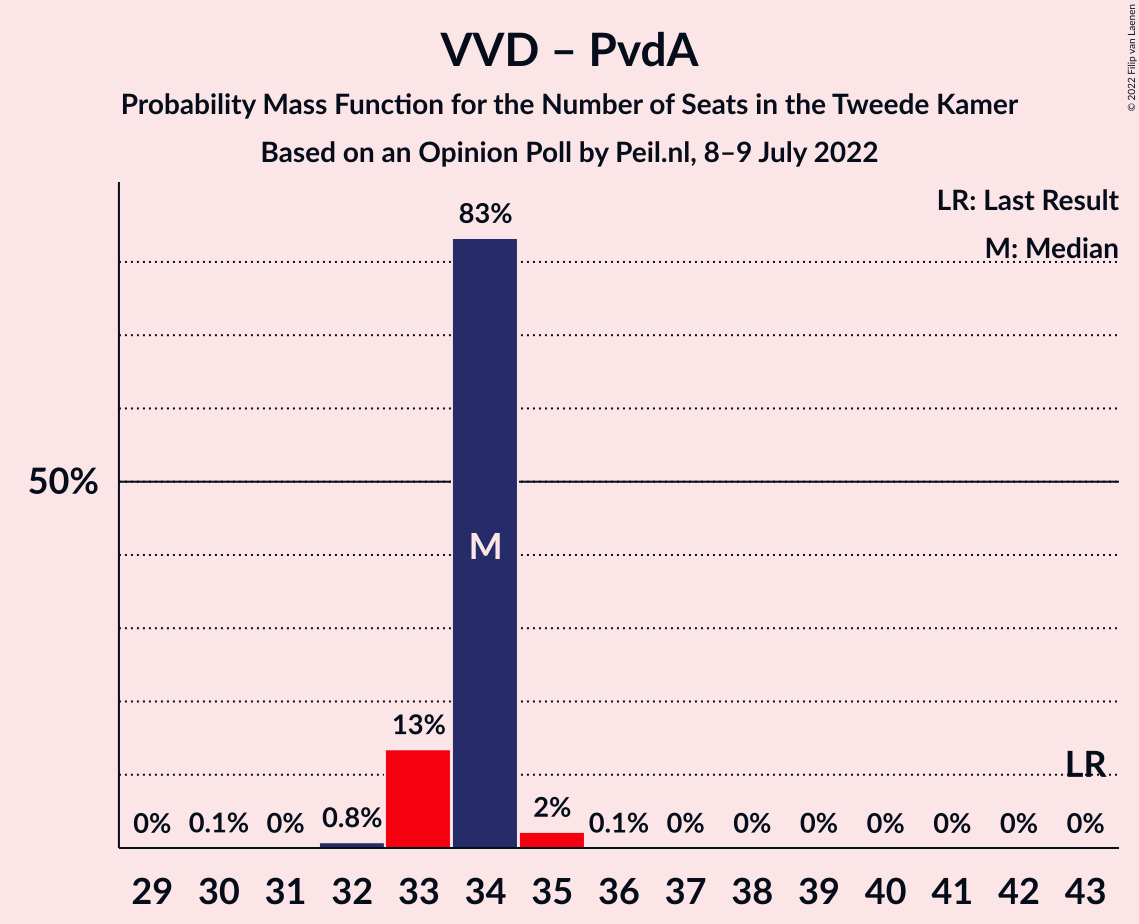 VVD – PvdA
Probability Mass Function for the Number of Seats in the Tweede Kamer
Based on an Opinion Poll by Peil.nl, 8–9 July 2022
© 2022 Filip van Laenen
LR: Last Result
M: Median
50%
0% 0.1% 0% 0.8% 13% 83% 2% 0.1% 0% 0% 0% 0% 0% 0% 0%
M
LR
29 30 31 32 33 34 35 36 37 38 39 40 41 42 43